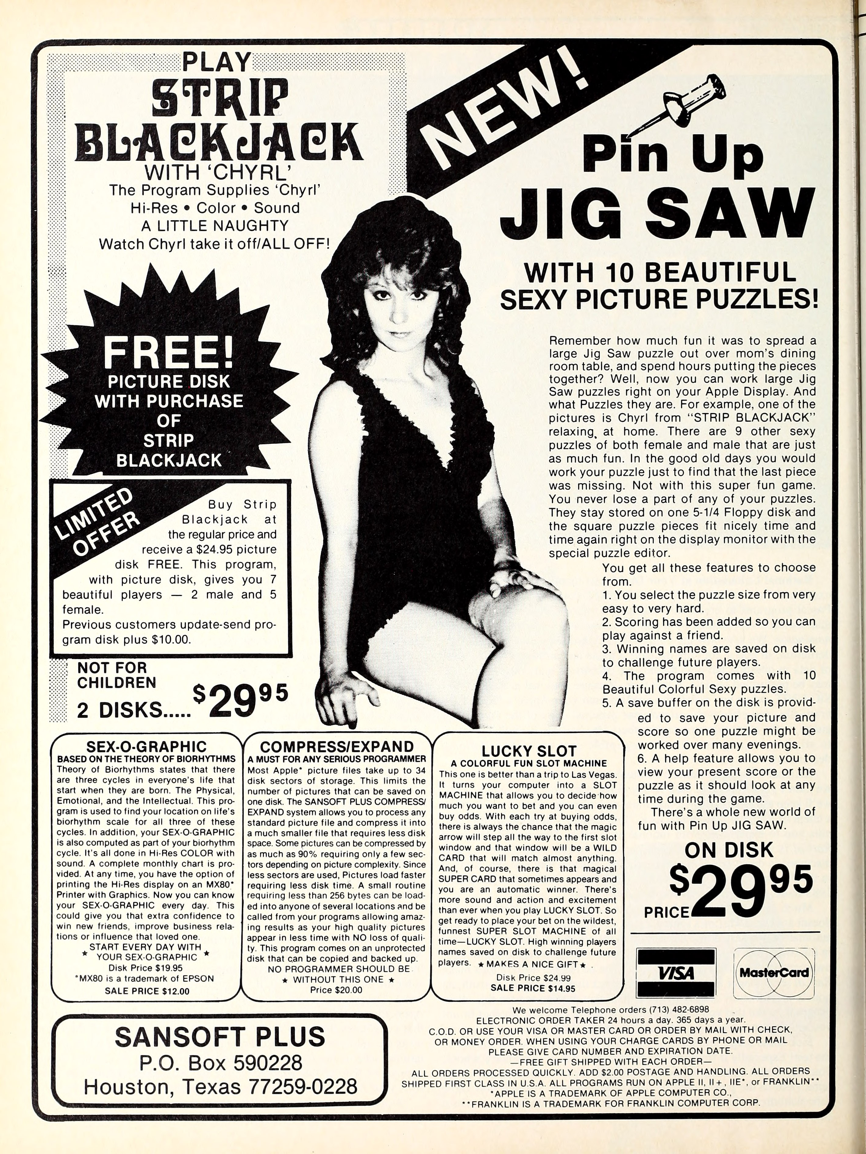 PLAY
STRIP
BLACKJACK
WITH ‘CHYRL’
The Program Supplies ‘Chyrl’
Hi-Res • Color • Sound
A LITTLE NAUGHTY
Watch Chyrl take it off/ALL OFF!
FREE!
PICTURE DISK
WITH PURCHASE
OF
STRIP
BLACKJACK
LIMITED
OFFER
Buy Strip
Blackjack at
the regular price and
receive a $24.95 picture
disk FREE. This program,
with picture disk, gives you 7
beautiful players — 2 male and 5
female.
Previous customers update-send pro-
gram disk plus $10.00.
NOT FOR
CHILDREN
2 DISKS..... $29 95
NEW!
Pin Up
JIG SAW
WITH 10 BEAUTIFUL
SEXY PICTURE PUZZLES!
Remember how much fun it was to spread a
large Jig Saw puzzle out over mom's dining
room table, and spend hours putting the pieces
together? Well, now you can work large Jig
Saw puzzles right on your Apple Display. And
what Puzzles they are. For example, one of the
pictures is Chyrl from “STRIP BLACKJACK”
relaxing at home. There are 9 other sexy
puzzles of both female and male that are just
as much fun. In the good old days you would
work your puzzle just to find that the last piece
was missing. Not with this super fun game.
You never lose a part of any of your puzzles.
They stay stored on one 5-1/4 Floppy disk and
the square puzzle pieces fit nicely time and
time again right on the display monitor with the
special puzzle editor.
You get all these features to choose
from.
1. You select the puzzle size from very
easy to very hard.
2. Scoring has been added so you can
play against a friend.
3. Winning names are saved on disk
to challenge future players.
4. The program comes with 10
Beautiful Colorful Sexy puzzles.
5. A save buffer on the disk is provid-
ed to save your picture and
score so one puzzle might be
worked over many evenings.
6. A help feature allows you to
view your present score or the
puzzle as it should look at any
time during the game.
There's a whole new world of
fun with Pin Up JIG SAW.
ON DISK
PRICE $29 95
SEX-O-GRAPHIC
BASED ON THE THEORY OF BIORHYTHMS
Theory of Biorhythms states that there
are three cycles in everyone's life that
start when they are born. The Physical,
Emotional, and the Intellectual. This pro-
gram is used to find your location on life's
biorhythm scale for all three of these
cycles. In addition, your SEX-O-GRAPHIC
is also computed as part of your biorhythm
cycle. It's all done in Hi-Res COLOR with
sound. A complete monthly chart is pro-
vided. At any time, you have the option of
printing the Hi-Res display on an MX80*
Printer with Graphics. Now you can know
your SEX-O-GRAPHIC every day. This
could give you that extra confidence to
win new friends, improve business rela-
tions or influence that loved one.
START EVERY DAY WITH
★ YOUR SEX-O-GRAPHIC ★
Disk Price $19.95
*MX80 is a trademark of EPSON
SALE PRICE $12.00
COMPRESS/EXPAND
A MUST FOR ANY SERIOUS PROGRAMMER
Most Apple* picture files take up to 34
disk sectors of storage. This limits the
number of pictures that can be saved on
one disk. The SANSOFT PLUS COMPRESS/
EXPAND system allows you to process any
standard picture file and compress it into
a much smaller file that requires less disk
space. Some pictures can be compressed by
as much as 90% requiring only a few sec-
tors depending on picture complexity. Since
less sectors are used, Pictures load faster
requiring less disk time. A small routine
requiring less than 256 bytes can be load-
ed into anyone of several locations and be
called from your programs allowing amaz-
ing results as your high quality pictures
appear in less time with NO loss of quali-
ty. This program comes on an unprotected
disk that can be copied and backed up.
NO PROGRAMMER SHOULD BE
★ WITHOUT THIS ONE ★
Price $20.00
LUCKY SLOT
A COLORFUL FUN SLOT MACHINE
This one is better than a trip to Las Vegas.
It turns your computer into a SLOT
MACHINE that allows you to decide how
much you want to bet and you can even
buy odds. With each try at buying odds,
there is always the chance that the magic
arrow will step all the way to the first slot
window and that window will be a WILD
CARD that will match almost anything.
And, of course, there is that magical
SUPER CARD that sometimes appears and
you are an automatic winner. There's
more sound and action and excitement
than ever when you play LUCKY SLOT. So
get ready to place your bet on the wildest,
funnest SUPER SLOT MACHINE of all
time—LUCKY SLOT. High winning players
names saved on disk to challenge future
players. ★ MAKES A NICE GIFT ★ .
Disk Price $24.99
SALE PRICE $14.95
VISA
MasterCard
SANSOFT PLUS
P.O. Box 590228
Houston, Texas 77259-0228
We welcome Telephone orders (713) 482-6898
ELECTRONIC ORDER TAKER 24 hours a day. 365 days a year.
C.O.D. OR USE YOUR VISA OR MASTER CARD OR ORDER BY MAIL WITH CHECK,
OR MONEY ORDER. WHEN USING YOUR CHARGE CARDS BY PHONE OR MAIL
PLEASE GIVE CARD NUMBER AND EXPIRATION DATE.
—FREE GIFT SHIPPED WITH EACH ORDER—
ALL ORDERS PROCESSED QUICKLY. ADD $2.00 POSTAGE AND HANDLING. ALL ORDERS
SHIPPED FIRST CLASS IN U.S.A. ALL PROGRAMS RUN ON APPLE II, II+, IIE*, or FRANKLIN**
*APPLE IS A TRADEMARK OF APPLE COMPUTER CO.,
**FRANKLIN IS A TRADEMARK FOR FRANKLIN COMPUTER CORP.